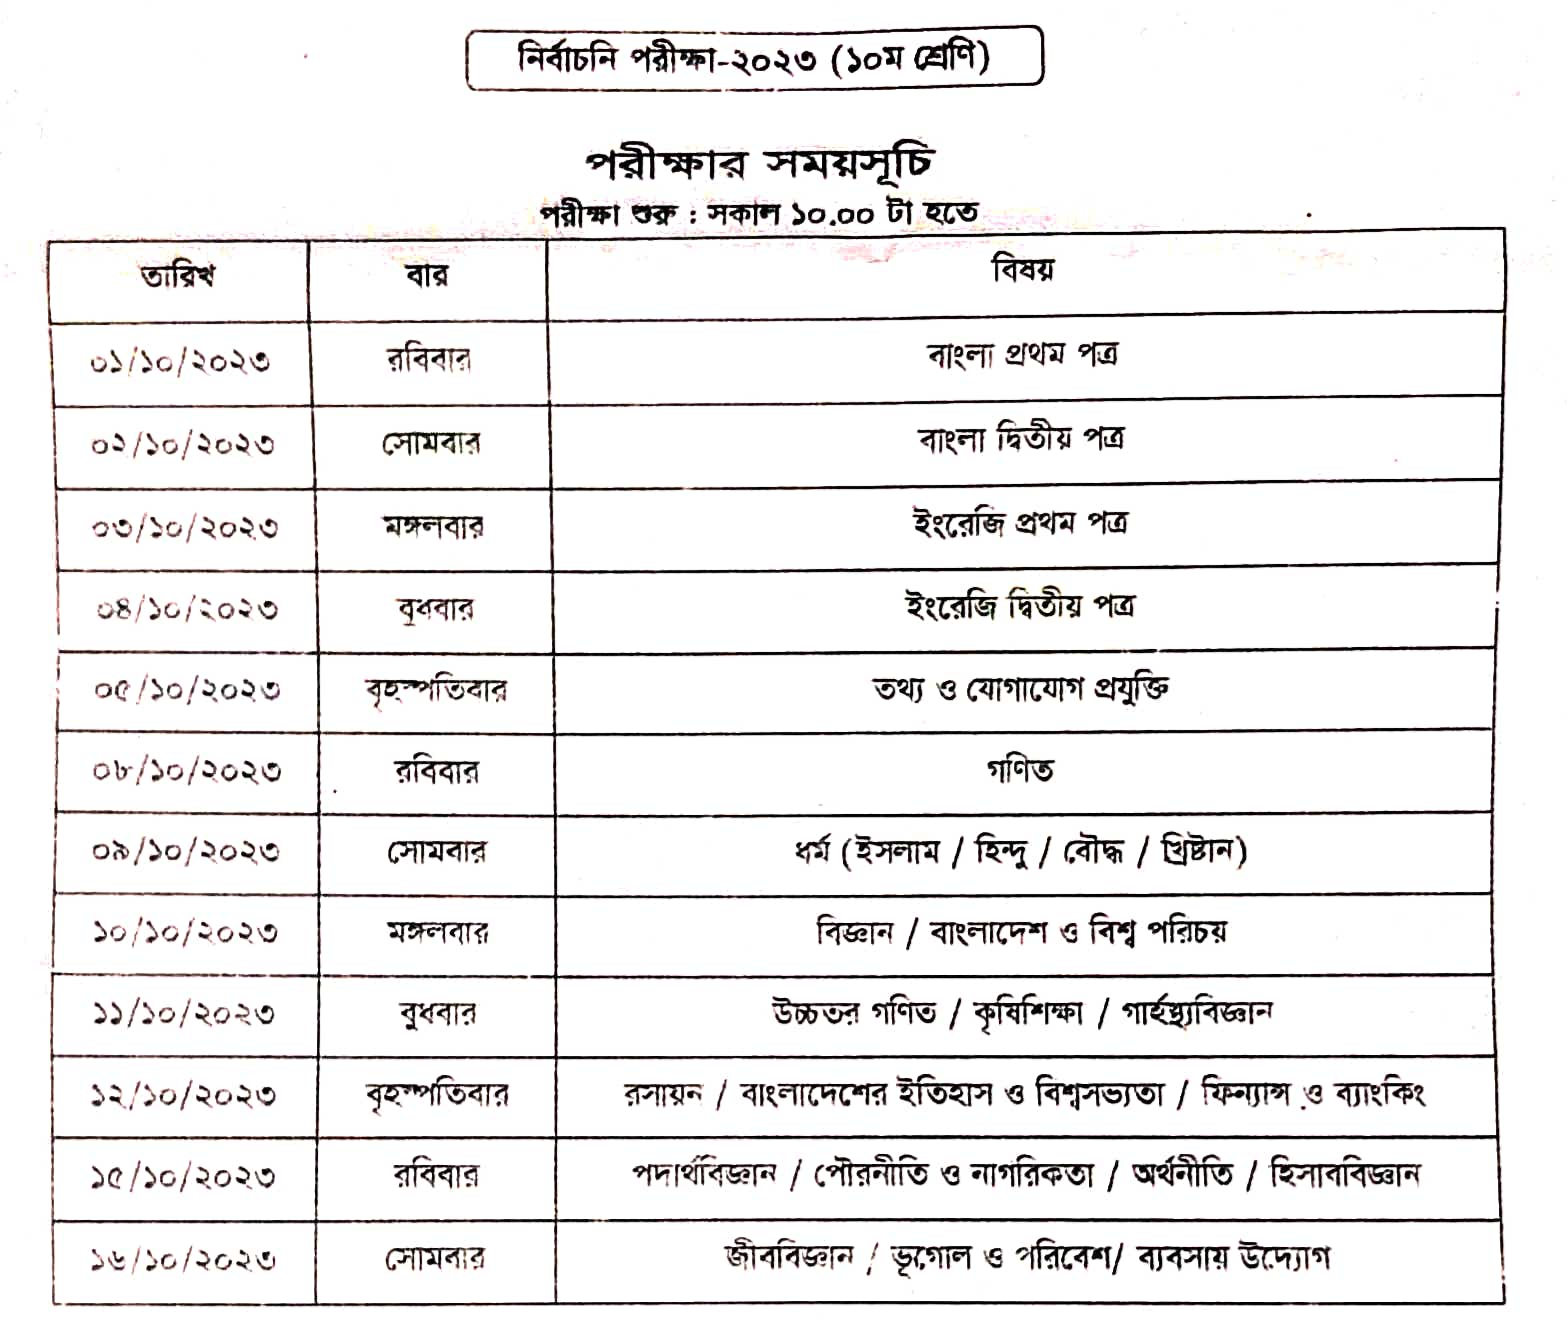 নির্বাচনি পরীক্ষা-২০২৩ (১০ম শ্রেণি)
পরীক্ষার সময়সূচি
পরীক্ষা শুরু : সকাল ১০.০০ টা হতে
তারিখ বার বিষয়
০১/১০/২০২৩ রবিবার বাংলা প্রথম পত্র
০২/১০/২০২৩ সোমবার বাংলা দ্বিতীয় পত্র
০৩/১০/২০২৩ মঙ্গলবার ইংরেজি প্রথম পত্র
০৪/১০/২০২৩ বুধবার ইংরেজি দ্বিতীয় পত্র
০৫/১০/২০২৩ বৃহস্পতিবার তথ্য ও যোগাযোগ প্রযুক্তি
০৮/১০/২০২৩ রবিবার গণিত
০৯/১০/২০২৩ সোমবার ধর্ম (ইসলাম / হিন্দু / বৌদ্ধ / খ্রিষ্টান)
১০/১০/২০২৩ মঙ্গলবার বিজ্ঞান / বাংলাদেশ ও বিশ্ব পরিচয়
১১/১০/২০২৩ বুধবার উচ্চতর গণিত / কৃষিশিক্ষা / গার্হস্থ্যবিজ্ঞান
১২/১০/২০২৩ বৃহস্পতিবার রসায়ন / বাংলাদেশের ইতিহাস ও বিশ্বসভ্যতা / ফিন্যান্স ও ব্যাংকিং
১৫/১০/২০২৩ রবিবার পদার্থবিজ্ঞান / পৌরনীতি ও নাগরিকতা / অর্থনীতি / হিসাববিজ্ঞান
১৬/১০/২০২৩ সোমবার জীববিজ্ঞান / ভূগোল ও পরিবেশ/ ব্যবসায় উদ্যোগ